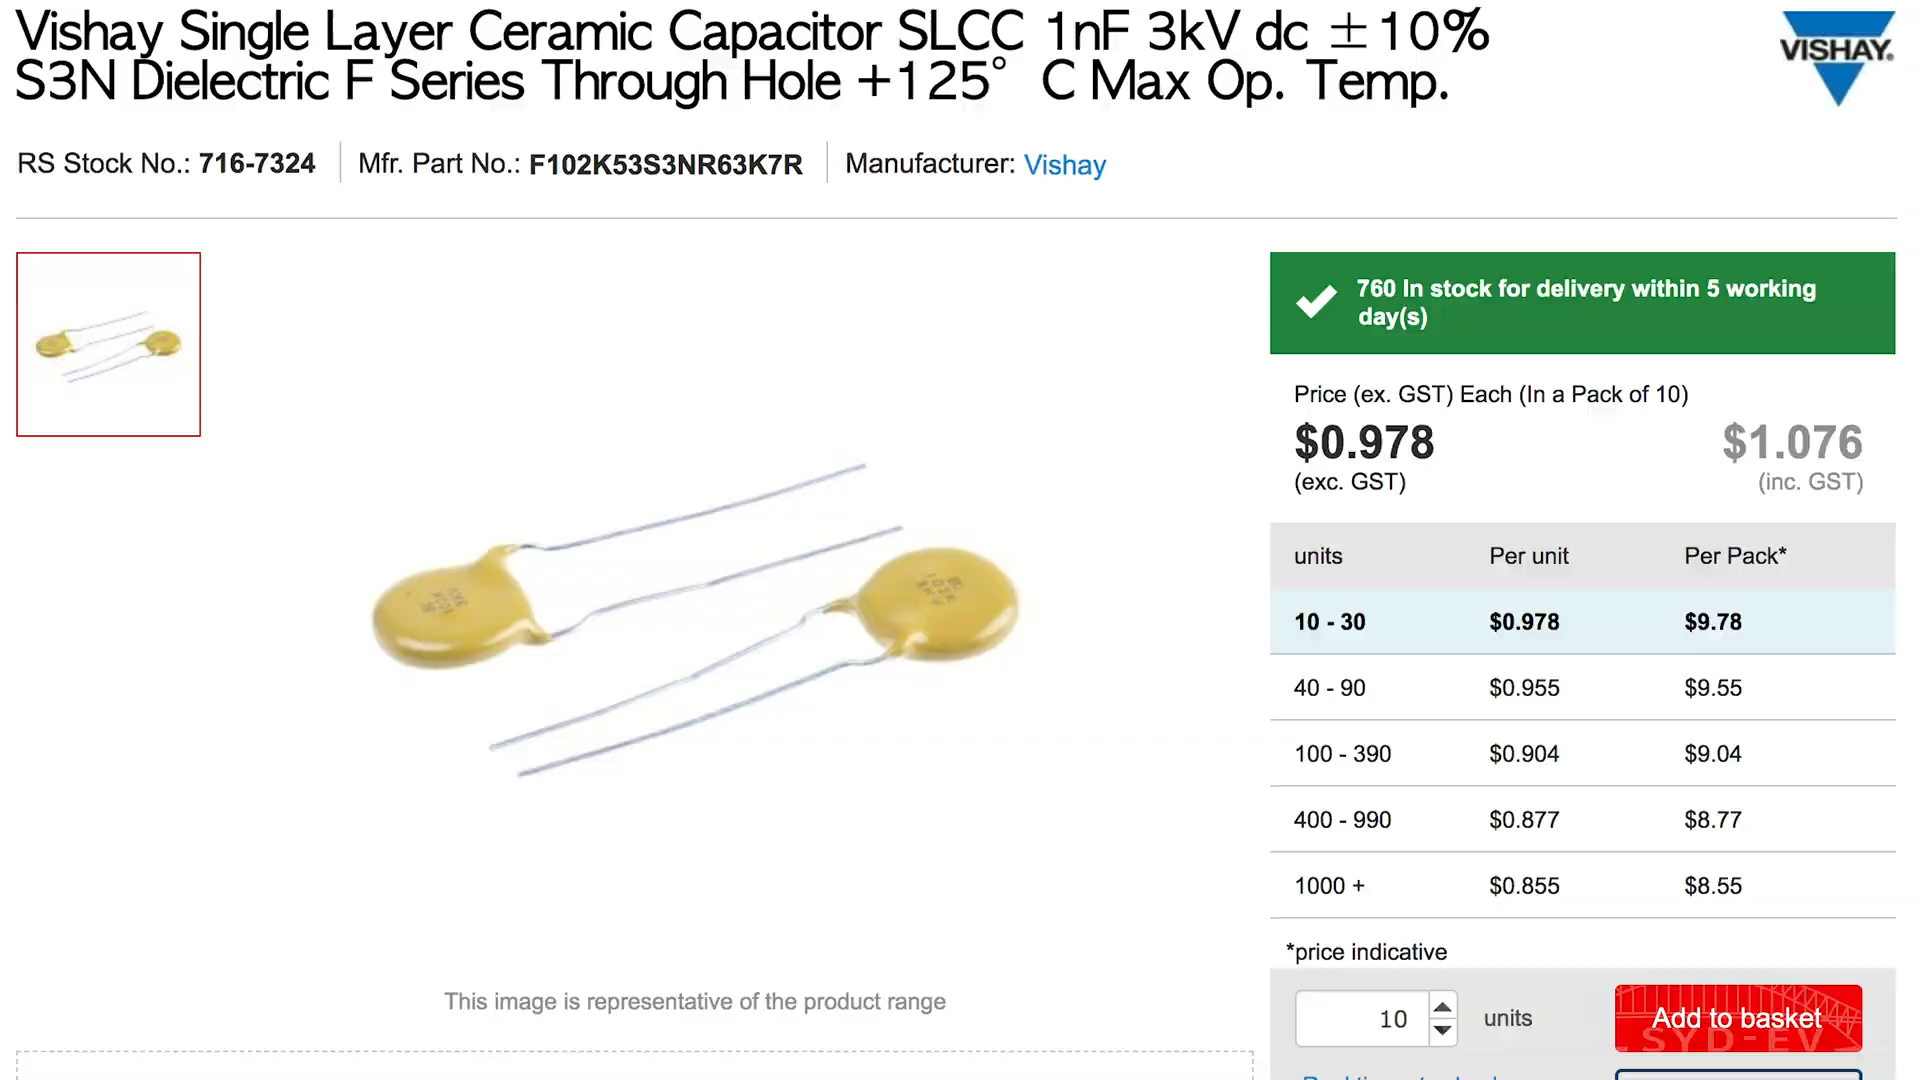 Vishay Single Layer Ceramic Capacitor SLCC 1nF 3kV dc ±10%
S3N Dielectric F Series Through Hole +125° C Max Op. Temp.
VISHAY.
RS Stock No.: 716-7324
Mfr. Part No.: F102K53S3NR63K7R
Manufacturer: Vishay
760 In stock for delivery within 5 working
day(s)
Price (ex. GST) Each (In a Pack of 10)
$0.978 $1.076
(exc. GST) (inc. GST)
units Per unit Per Pack*
10 - 30 $0.978 $9.78
40 - 90 $0.955 $9.55
100 - 390 $0.904 $9.04
400 - 990 $0.877 $8.77
1000 + $0.855 $8.55
*price indicative
This image is representative of the product range
10 units Add to basket
SYD-EV